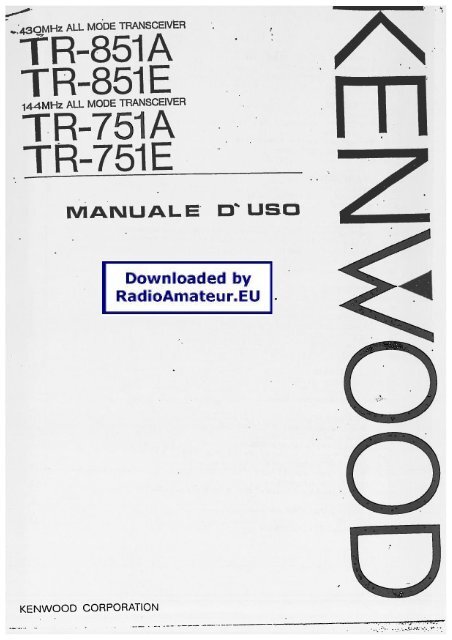 430MHz ALL MODE TRANSCEIVER
TR-851A
TR-851E
144MHz ALL MODE TRANSCEIVER
TR-751A
TR-751E
MANUALE D` USO
Downloaded by
RadioAmateur.EU
KENWOOD
KENWOOD CORPORATION